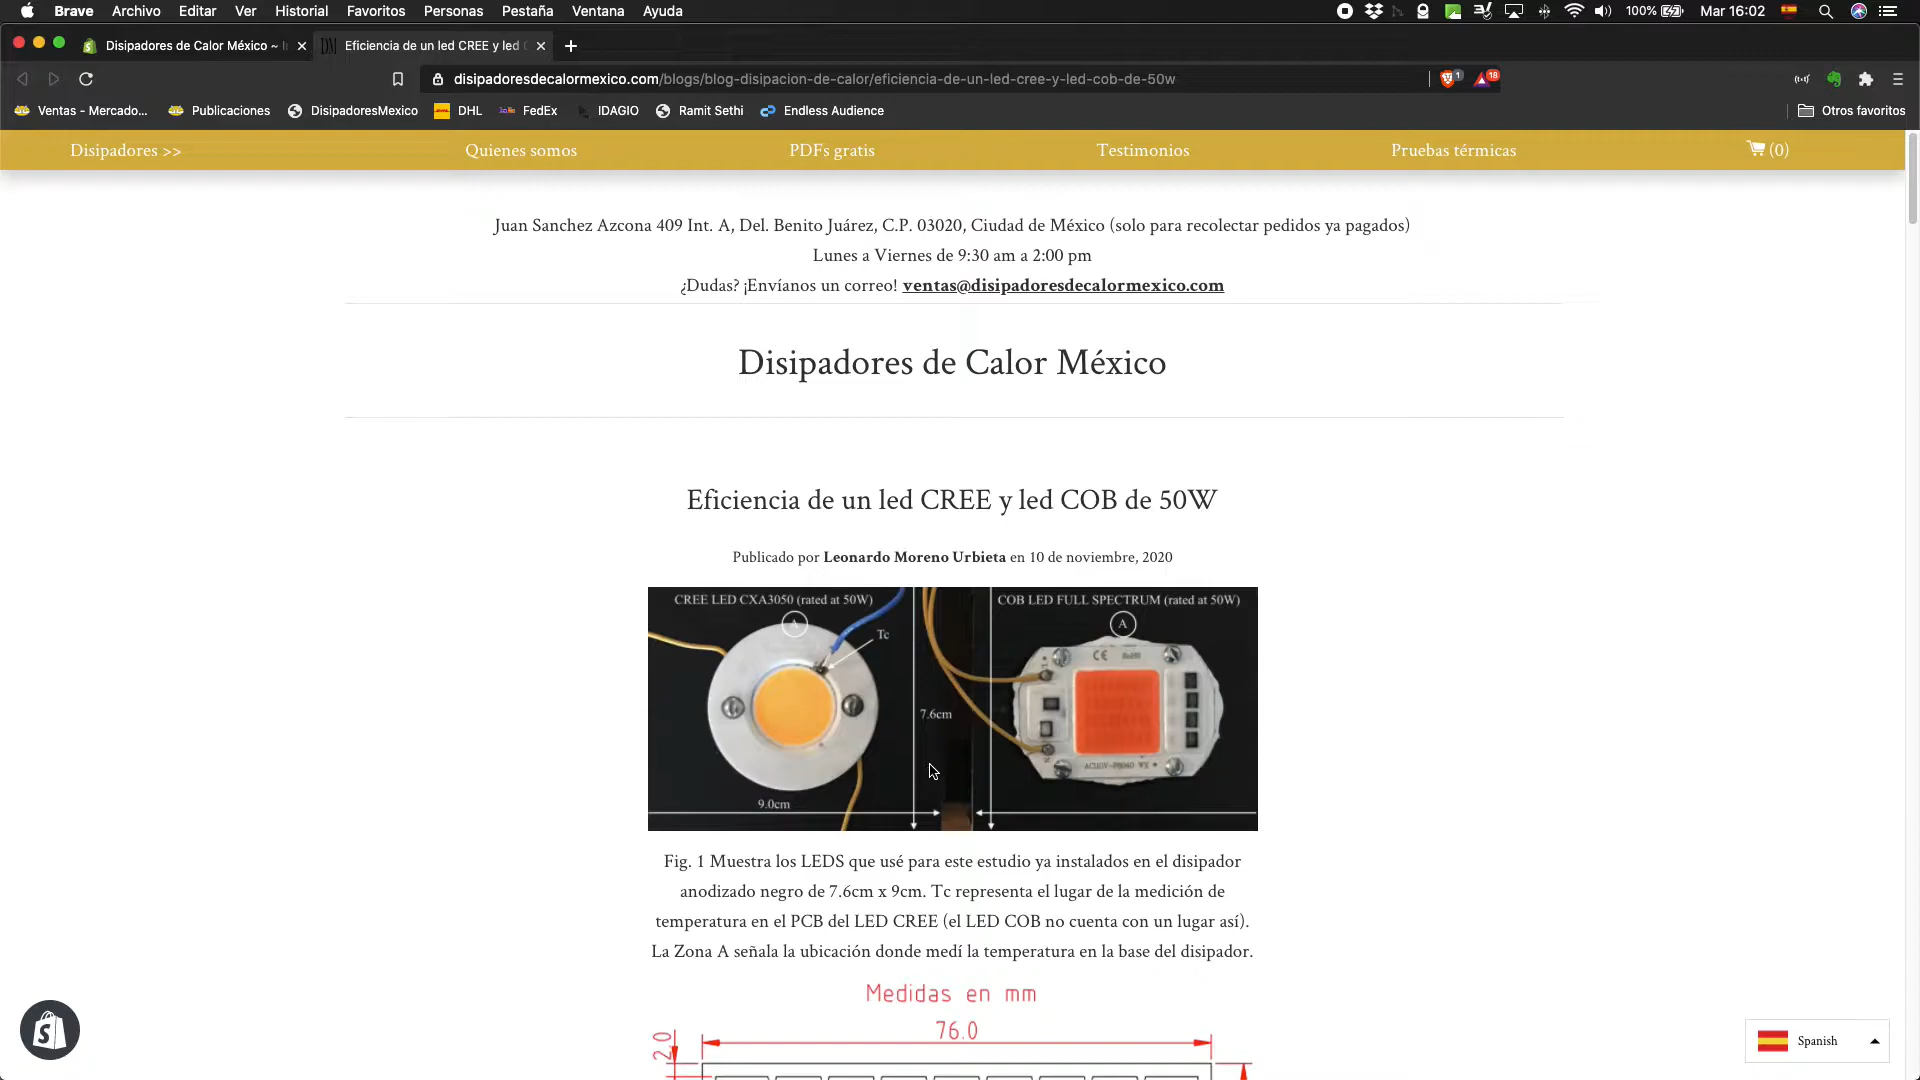 Brave Archivo Editar Ver Historial Favoritos Personas Pestaña Ventana Ayuda 100% Mar 16:02
Disipadores de Calor México ~ Eficiencia de un led CREE y led
disipadoresdecalormexico.com/blogs/blog-disipacion-de-calor/eficiencia-de-un-led-cree-y-led-cob-de-50w 1 18
Ventas - Mercado... Publicaciones DisipadoresMexico DHL FedEx IDAGIO Ramit Sethi Endless Audience Otros favoritos
Disipadores >> Quienes somos PDFs gratis Testimonios Pruebas térmicas (0)
Juan Sanchez Azcona 409 Int. A, Del. Benito Juárez, C.P. 03020, Ciudad de México (solo para recolectar pedidos ya pagados)
Lunes a Viernes de 9:30 am a 2:00 pm
¿Dudas? ¡Envíanos un correo! ventas@disipadoresdecalormexico.com
Disipadores de Calor México
Eficiencia de un led CREE y led COB de 50W
Publicado por Leonardo Moreno Urbieta en 10 de noviembre, 2020
CREE LED CXA3050 (rated at 50W) COB LED FULL SPECTRUM (rated at 50W)
A A
Tc
CE RoHS
7.6cm
9.0cm
Fig. 1 Muestra los LEDS que usé para este estudio ya instalados en el disipador
anodizado negro de 7.6cm x 9cm. Tc representa el lugar de la medición de
temperatura en el PCB del LED CREE (el LED COB no cuenta con un lugar así).
La Zona A señala la ubicación donde medí la temperatura en la base del disipador.
Medidas en mm
76.0
2.0
Spanish